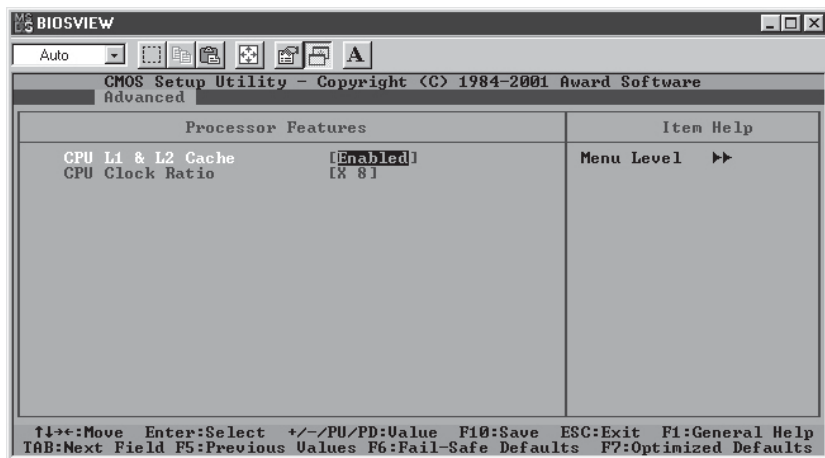 MS
DS BIOSVIEW
Auto A
CMOS Setup Utility - Copyright (C) 1984-2001 Award Software
Advanced
Processor Features Item Help
CPU L1 & L2 Cache [Enabled] Menu Level ▶▶
CPU Clock Ratio [X 8]
↑↓→←:Move Enter:Select +/-/PU/PD:Value F10:Save ESC:Exit F1:General Help
TAB:Next Field F5:Previous Values F6:Fail-Safe Defaults F7:Optimized Defaults